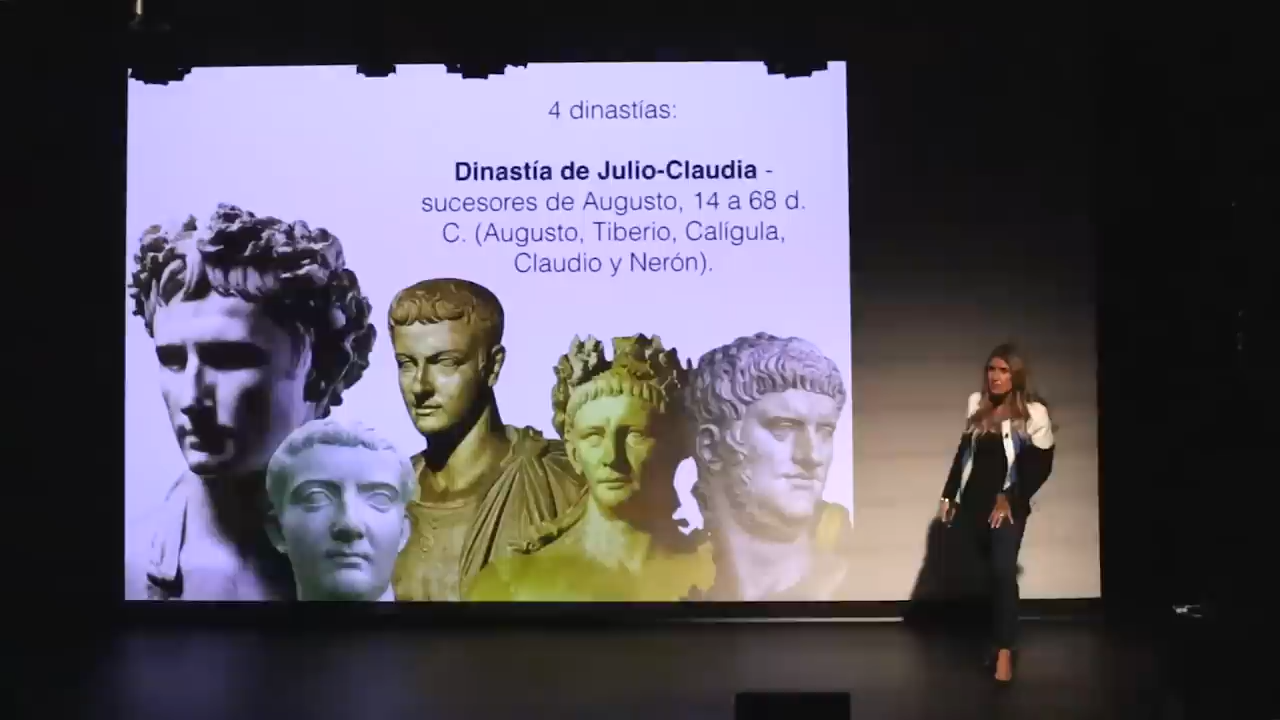 4 dinastías:
Dinastía de Julio-Claudia -
sucesores de Augusto, 14 a 68 d.
C. (Augusto, Tiberio, Calígula,
Claudio y Nerón).